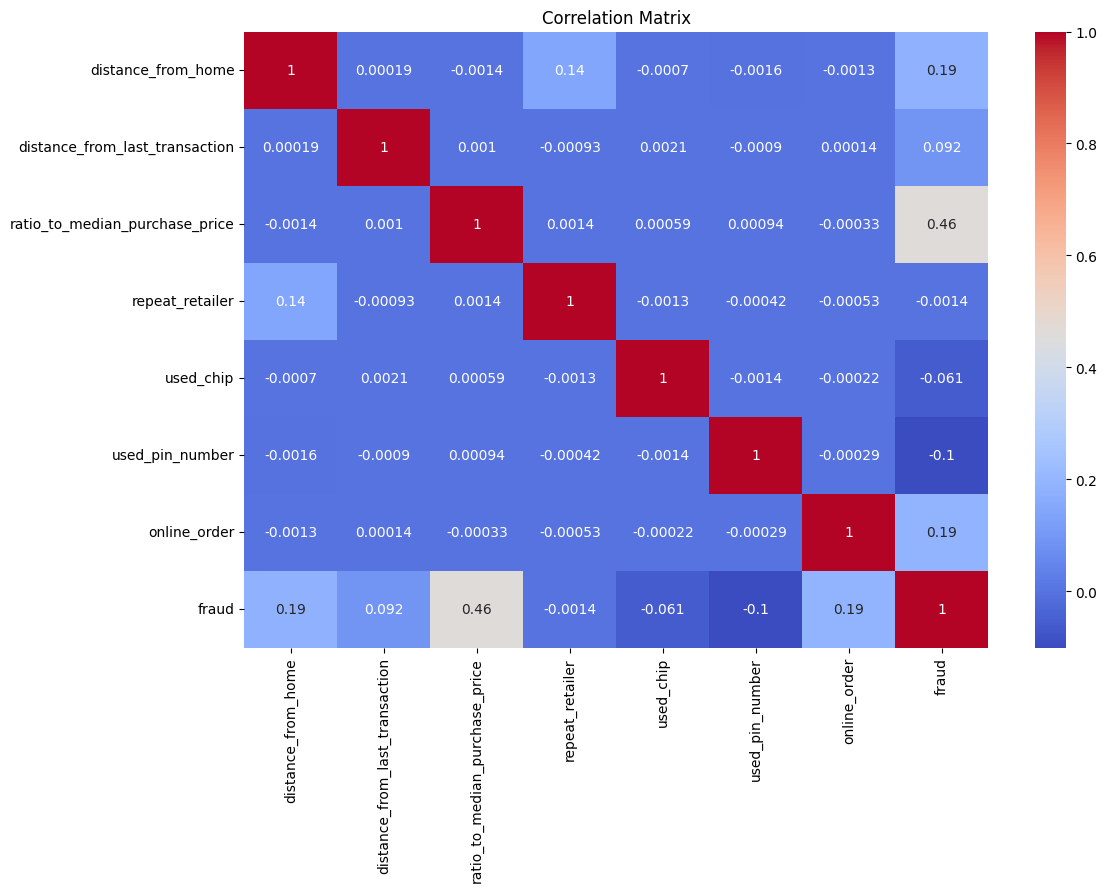 Correlation Matrix
distance_from_home 1 0.00019 -0.0014 0.14 -0.0007 -0.0016 -0.0013 0.19
distance_from_last_transaction 0.00019 1 0.001 -0.00093 0.0021 -0.0009 0.00014 0.092
ratio_to_median_purchase_price -0.0014 0.001 1 0.0014 0.00059 0.00094 -0.00033 0.46
repeat_retailer 0.14 -0.00093 0.0014 1 -0.0013 -0.00042 -0.00053 -0.0014
used_chip -0.0007 0.0021 0.00059 -0.0013 1 -0.0014 -0.00022 -0.061
used_pin_number -0.0016 -0.0009 0.00094 -0.00042 -0.0014 1 -0.00029 -0.1
online_order -0.0013 0.00014 -0.00033 -0.00053 -0.00022 -0.00029 1 0.19
fraud 0.19 0.092 0.46 -0.0014 -0.061 -0.1 0.19 1
distance_from_home
distance_from_last_transaction
ratio_to_median_purchase_price
repeat_retailer
used_chip
used_pin_number
online_order
fraud
1.0
0.8
0.6
0.4
0.2
0.0